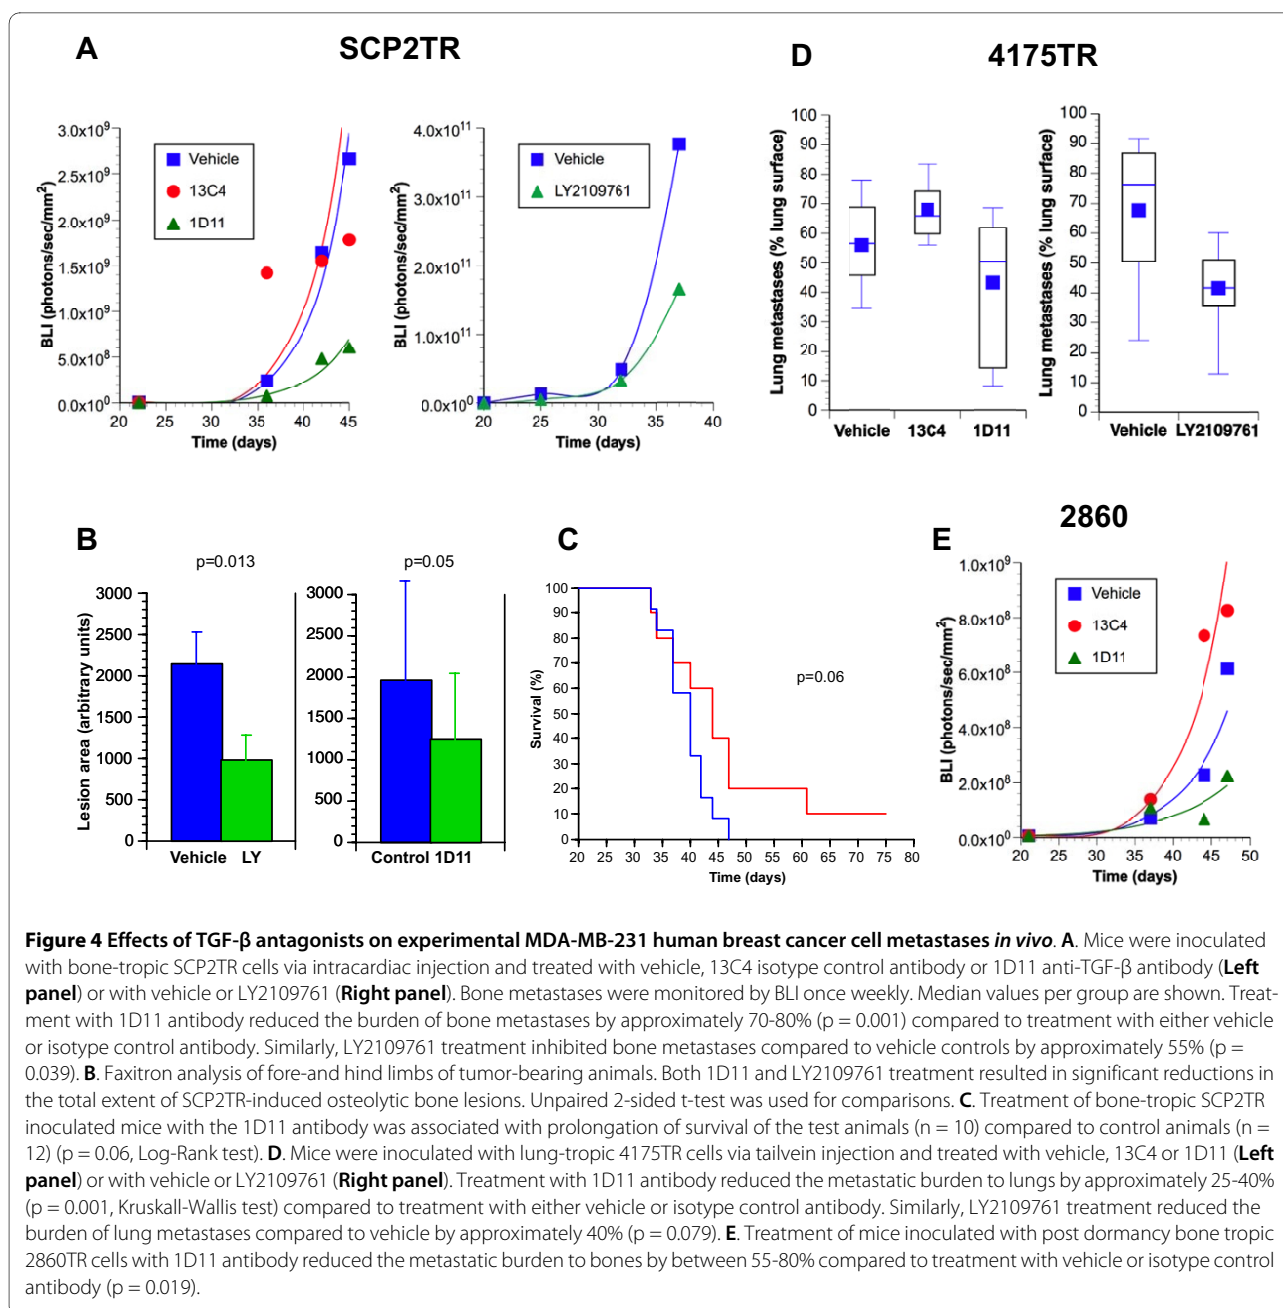 A
SCP2TR
BLI (photons/sec/mm²)
3.0x10⁹
2.5x10⁹
2.0x10⁹
1.5x10⁹
1.0x10⁹
5.0x10⁸
0.0x10⁰
Vehicle
13C4
1D11
20 25 30 35 40 45
Time (days)
BLI (photons/sec/mm²)
4.0x10¹¹
3.0x10¹¹
2.0x10¹¹
1.0x10¹¹
0.0x10⁰
Vehicle
LY2109761
20 25 30 35 40
Time (days)
D
4175TR
Lung metastases (% lung surface)
100
90
80
70
60
50
40
30
20
10
0
Vehicle 13C4 1D11
Lung metastases (% lung surface)
100
90
80
70
60
50
40
30
20
10
0
Vehicle LY2109761
B
p=0.013
Lesion area (arbitrary units)
3000
2500
2000
1500
1000
500
0
Vehicle LY
p=0.05
3000
2500
2000
1500
1000
500
0
Control 1D11
C
Survival (%)
100
90
80
70
60
50
40
30
20
10
0
p=0.06
20 25 30 35 40 45 50 55 60 65 70 75 80
Time (days)
2860
E
BLI (photons/sec/mm²)
1.0x10⁹
8.0x10⁸
6.0x10⁸
4.0x10⁸
2.0x10⁸
0.0x10⁰
Vehicle
13C4
1D11
20 25 30 35 40 45 50
Time (days)
Figure 4 Effects of TGF-β antagonists on experimental MDA-MB-231 human breast cancer cell metastases in vivo. A. Mice were inoculated
with bone-tropic SCP2TR cells via intracardiac injection and treated with vehicle, 13C4 isotype control antibody or 1D11 anti-TGF-β antibody (Left
panel) or with vehicle or LY2109761 (Right panel). Bone metastases were monitored by BLI once weekly. Median values per group are shown. Treat-
ment with 1D11 antibody reduced the burden of bone metastases by approximately 70-80% (p = 0.001) compared to treatment with either vehicle
or isotype control antibody. Similarly, LY2109761 treatment inhibited bone metastases compared to vehicle controls by approximately 55% (p =
0.039). B. Faxitron analysis of fore-and hind limbs of tumor-bearing animals. Both 1D11 and LY2109761 treatment resulted in significant reductions in
the total extent of SCP2TR-induced osteolytic bone lesions. Unpaired 2-sided t-test was used for comparisons. C. Treatment of bone-tropic SCP2TR
inoculated mice with the 1D11 antibody was associated with prolongation of survival of the test animals (n = 10) compared to control animals (n =
12) (p = 0.06, Log-Rank test). D. Mice were inoculated with lung-tropic 4175TR cells via tailvein injection and treated with vehicle, 13C4 or 1D11 (Left
panel) or with vehicle or LY2109761 (Right panel). Treatment with 1D11 antibody reduced the metastatic burden to lungs by approximately 25-40%
(p = 0.001, Kruskall-Wallis test) compared to treatment with either vehicle or isotype control antibody. Similarly, LY2109761 treatment reduced the
burden of lung metastases compared to vehicle by approximately 40% (p = 0.079). E. Treatment of mice inoculated with post dormancy bone tropic
2860TR cells with 1D11 antibody reduced the metastatic burden to bones by between 55-80% compared to treatment with vehicle or isotype control
antibody (p = 0.019).